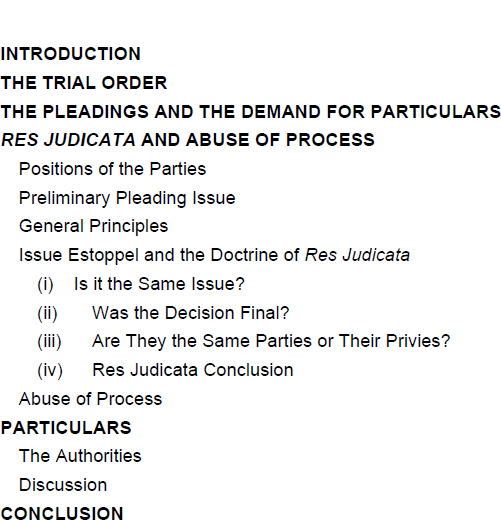 INTRODUCTION
THE TRIAL ORDER
THE PLEADINGS AND THE DEMAND FOR PARTICULARS
RES JUDICATA AND ABUSE OF PROCESS
Positions of the Parties
Preliminary Pleading Issue
General Principles
Issue Estoppel and the Doctrine of Res Judicata
(i) Is it the Same Issue?
(ii) Was the Decision Final?
(iii) Are They the Same Parties or Their Privies?
(iv) Res Judicata Conclusion
Abuse of Process
PARTICULARS
The Authorities
Discussion
CONCLUSION